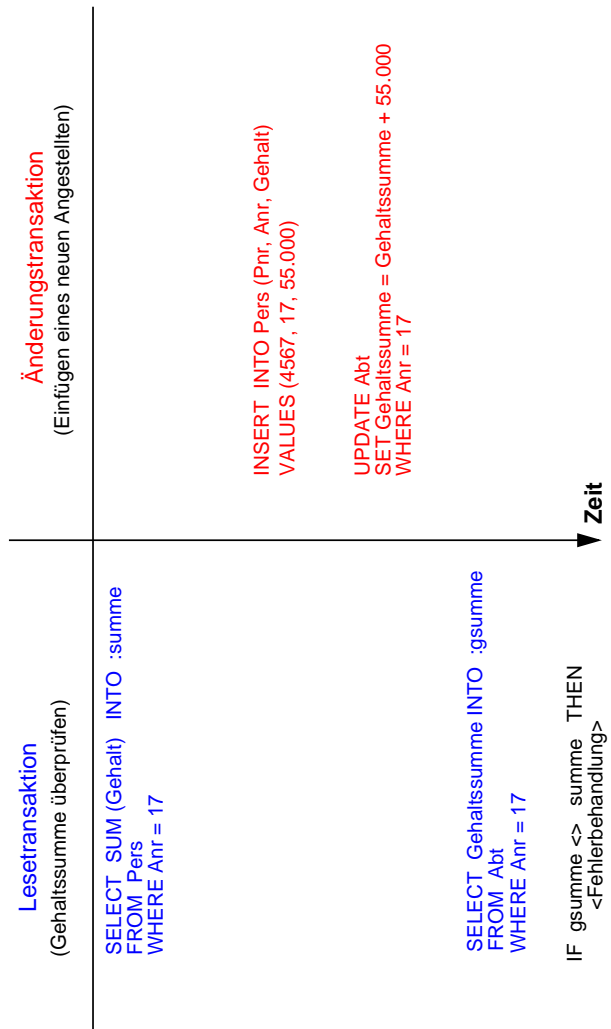 Lesetransaktion
(Gehaltssumme überprüfen)
Änderungstransaktion
(Einfügen eines neuen Angestellten)
SELECT SUM (Gehalt) INTO :summe
FROM Pers
WHERE Anr = 17
INSERT INTO Pers (Pnr, Anr, Gehalt)
VALUES (4567, 17, 55.000)
UPDATE Abt
SET Gehaltssumme = Gehaltssumme + 55.000
WHERE Anr = 17
SELECT Gehaltssumme INTO :gsumme
FROM Abt
WHERE Anr = 17
IF gsumme <> summe THEN
<Fehlerbehandlung>
Zeit